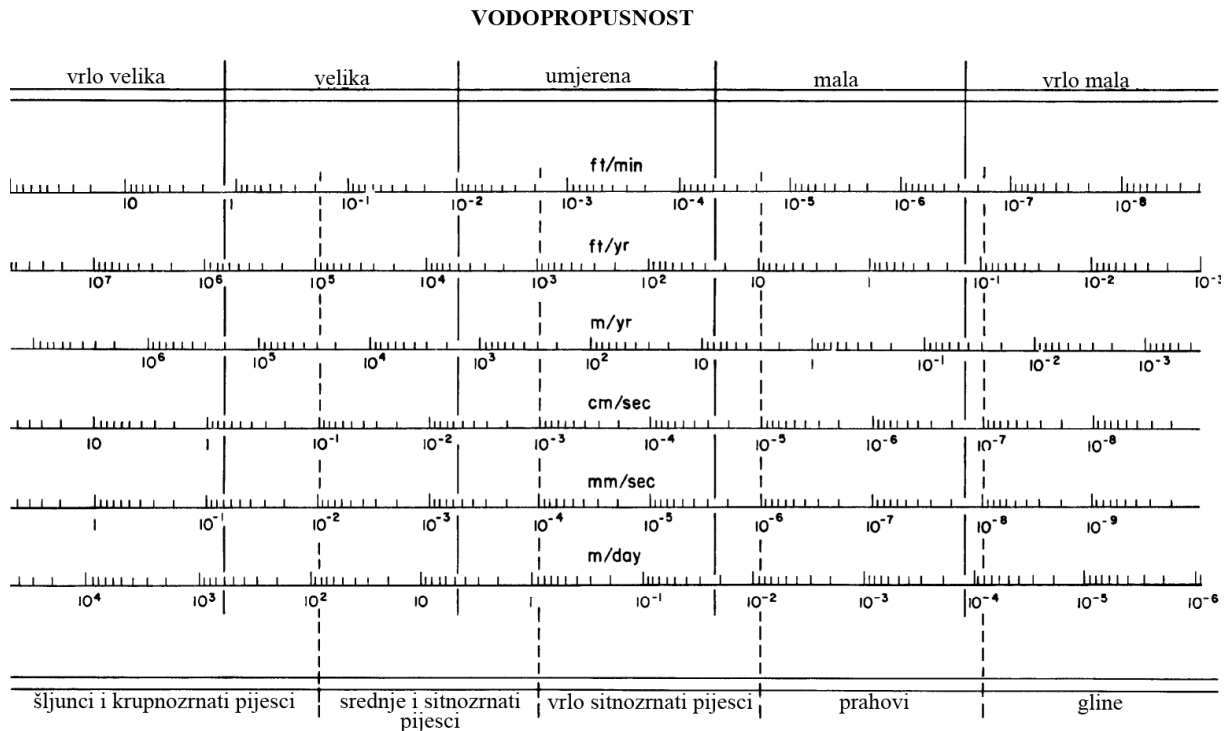 VODOPROPUSNOST
vrlo velika velika umjerena mala vrlo mala
ft/min
10 1 10⁻¹ 10⁻² 10⁻³ 10⁻⁴ 10⁻⁵ 10⁻⁶ 10⁻⁷ 10⁻⁸
ft/yr
10⁷ 10⁶ 10⁵ 10⁴ 10³ 10² 10 1 10⁻¹ 10⁻² 10⁻³
m/yr
10⁶ 10⁵ 10⁴ 10³ 10² 10 1 10⁻¹ 10⁻² 10⁻³
cm/sec
10 1 10⁻¹ 10⁻² 10⁻³ 10⁻⁴ 10⁻⁵ 10⁻⁶ 10⁻⁷ 10⁻⁸
mm/sec
1 10⁻¹ 10⁻² 10⁻³ 10⁻⁴ 10⁻⁵ 10⁻⁶ 10⁻⁷ 10⁻⁸ 10⁻⁹
m/day
10⁴ 10³ 10² 10 1 10⁻¹ 10⁻² 10⁻³ 10⁻⁴ 10⁻⁵ 10⁻⁶
šljunci i krupnozrnati pijesci srednje i sitnozrnati vrlo sitnozrnati pijesci prahovi gline
pijesci